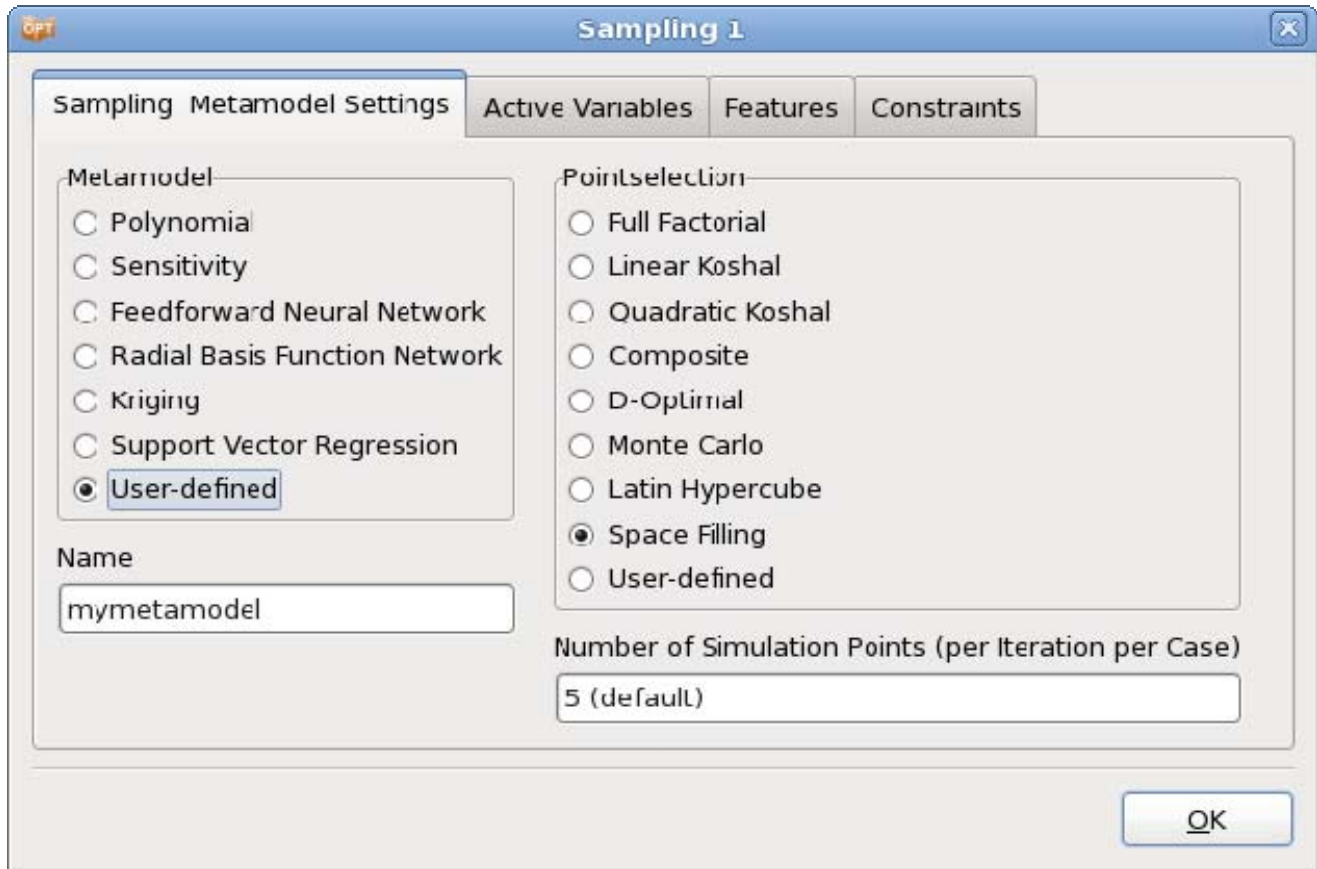 OPT
Sampling 1
Sampling Metamodel Settings
Active Variables
Features
Constraints
Metamodel
Polynomial
Sensitivity
Feedforward Neural Network
Radial Basis Function Network
Kriging
Support Vector Regression
User-defined
Name
mymetamodel
Pointselection
Full Factorial
Linear Koshal
Quadratic Koshal
Composite
D-Optimal
Monte Carlo
Latin Hypercube
Space Filling
User-defined
Number of Simulation Points (per Iteration per Case)
5 (default)
OK